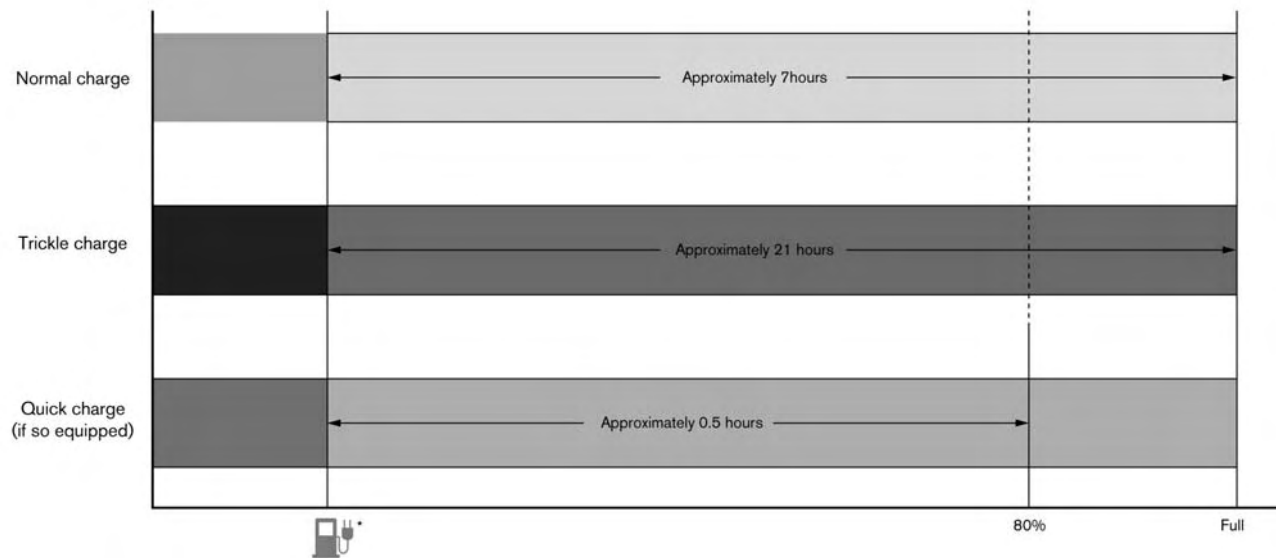 Normal charge
Approximately 7hours
Trickle charge
Approximately 21 hours
Quick charge
(if so equipped)
Approximately 0.5 hours
*
80%
Full